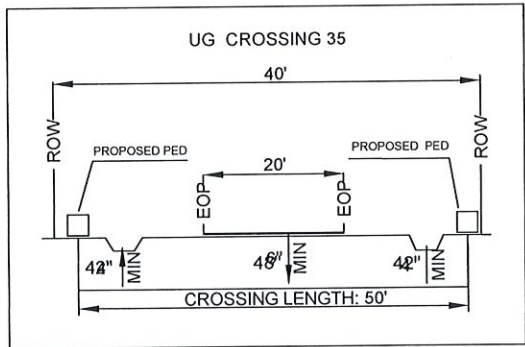 UG CROSSING 35
40'
ROW
ROW
PROPOSED PED
PROPOSED PED
20'
EOP
EOP
MIN
MIN
MIN
CROSSING LENGTH: 50'